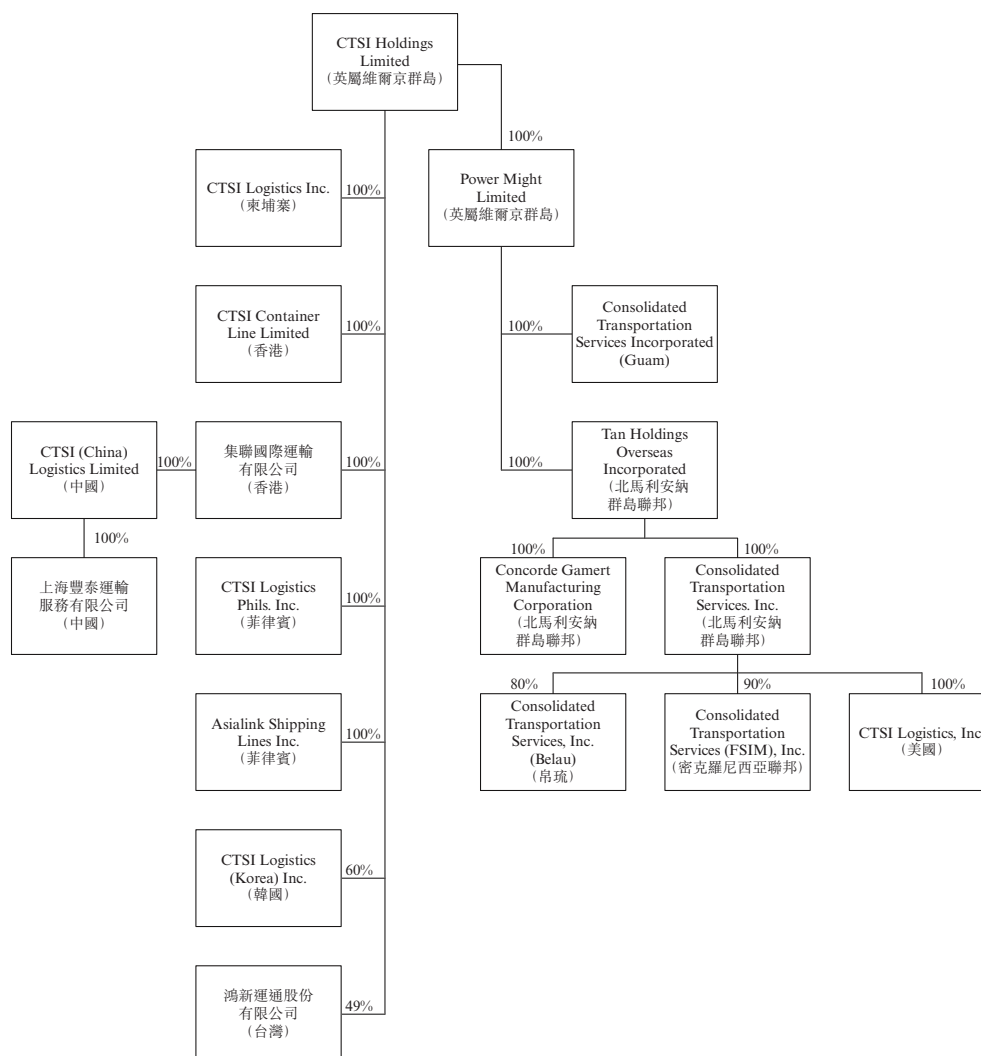 CTSI Holdings
Limited
（英屬維爾京群島）
100%
CTSI Logistics Inc.
（柬埔寨）
100%
Power Might
Limited
（英屬維爾京群島）
CTSI Container
Line Limited
（香港）
100%
100%
Consolidated
Transportation
Services Incorporated
(Guam)
CTSI (China)
Logistics Limited
（中國）
100%
集聯國際運輸
有限公司
（香港）
100%
100%
Tan Holdings
Overseas
Incorporated
（北馬利安納
群島聯邦）
100%
上海豐泰運輸
服務有限公司
（中國）
CTSI Logistics
Phils. Inc.
（菲律賓）
100%
100%
Concorde Gamert
Manufacturing
Corporation
（北馬利安納
群島聯邦）
100%
Consolidated
Transportation
Services. Inc.
（北馬利安納
群島聯邦）
Asialink Shipping
Lines Inc.
（菲律賓）
100%
80%
Consolidated
Transportation
Services, Inc.
(Belau)
（帛琉）
90%
Consolidated
Transportation
Services (FSIM), Inc.
（密克羅尼西亞聯邦）
100%
CTSI Logistics, Inc
（美國）
CTSI Logistics
(Korea) Inc.
（韓國）
60%
鴻新運通股份
有限公司
（台灣）
49%